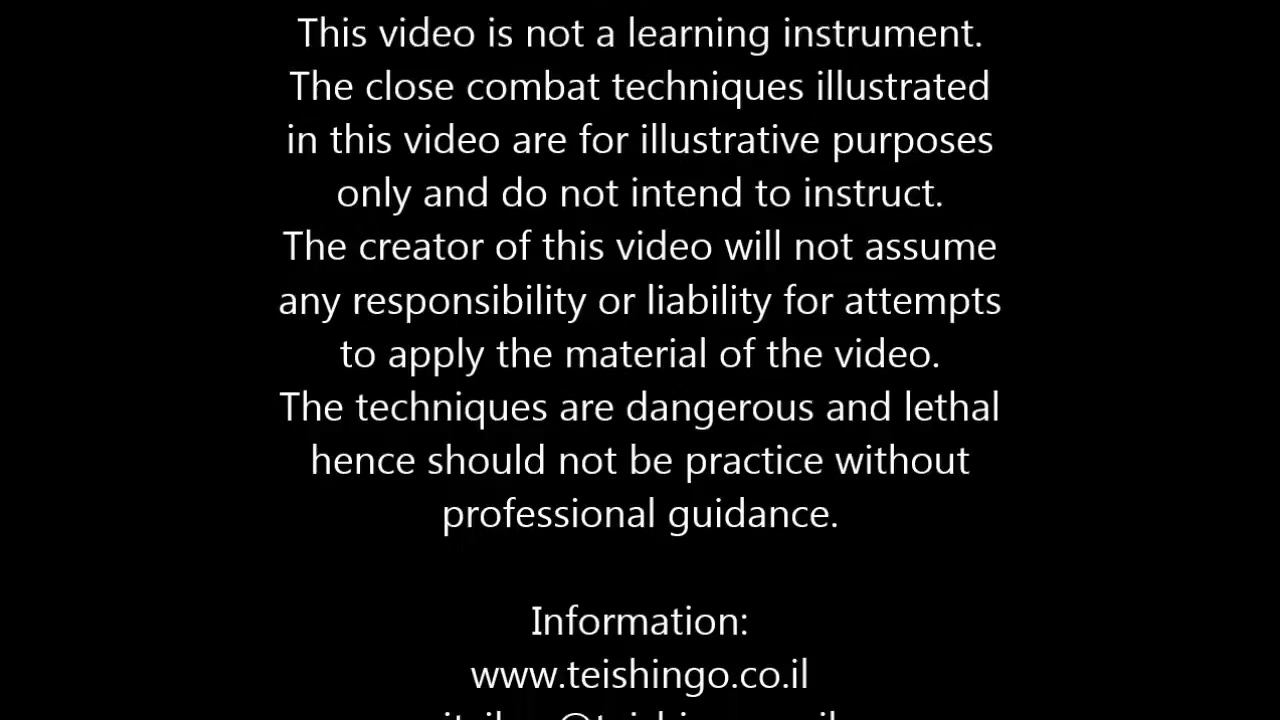 This video is not a learning instrument.
The close combat techniques illustrated
in this video are for illustrative purposes
only and do not intend to instruct.
The creator of this video will not assume
any responsibility or liability for attempts
to apply the material of the video.
The techniques are dangerous and lethal
hence should not be practice without
professional guidance.
Information:
www.teishingo.co.il